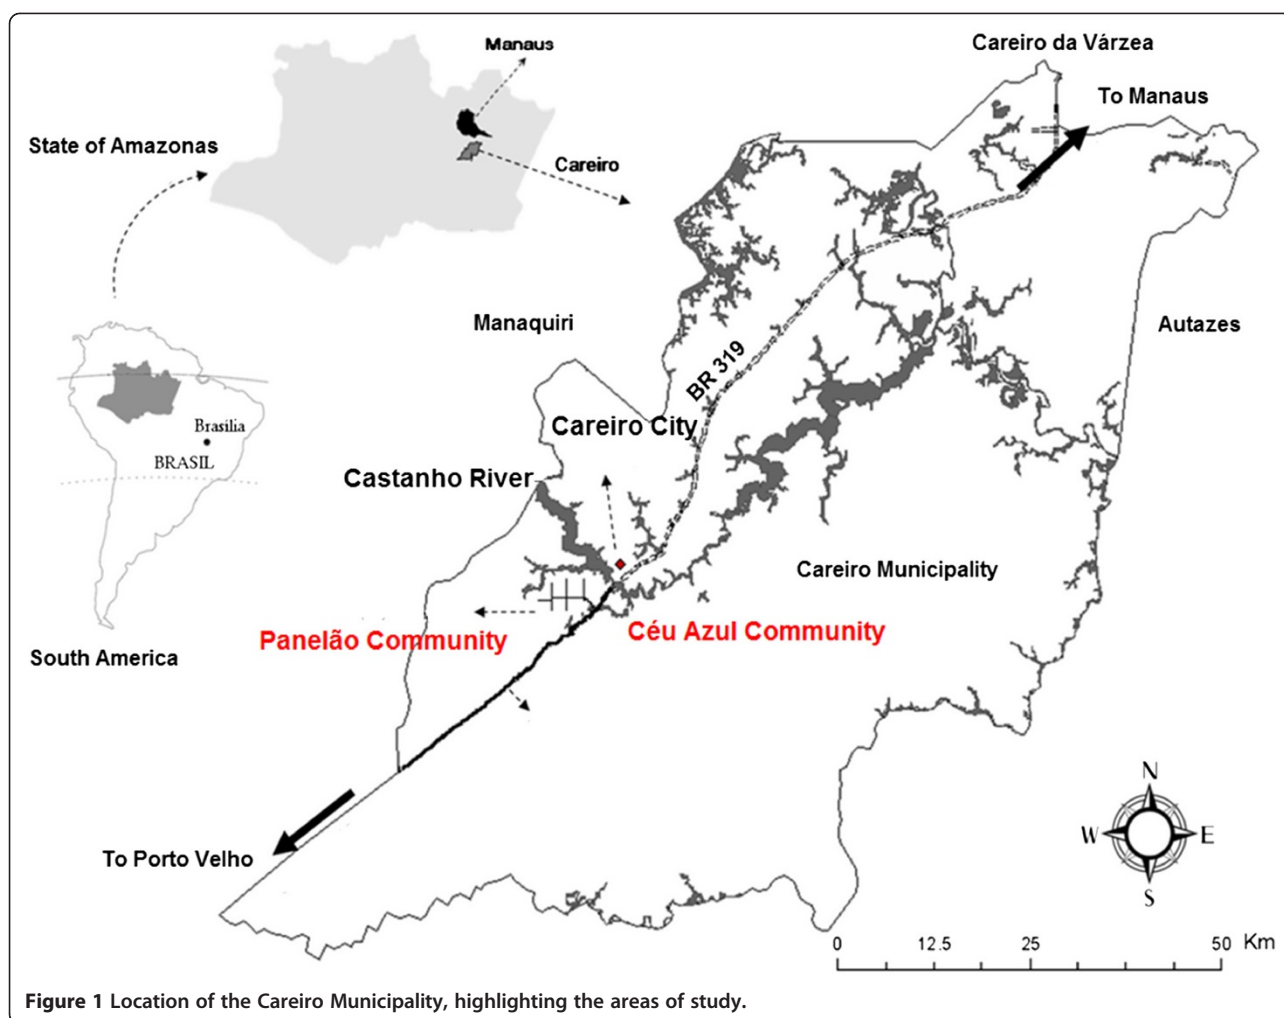 Manaus
Careiro da Várzea
To Manaus
State of Amazonas
Careiro
Manaquiri
Autazes
BR 319
Brasilia
BRASIL
Careiro City
Castanho River
Careiro Municipality
Panelão Community
Céu Azul Community
South America
To Porto Velho
N
W
E
S
0 12.5 25 50 Km
Figure 1 Location of the Careiro Municipality, highlighting the areas of study.